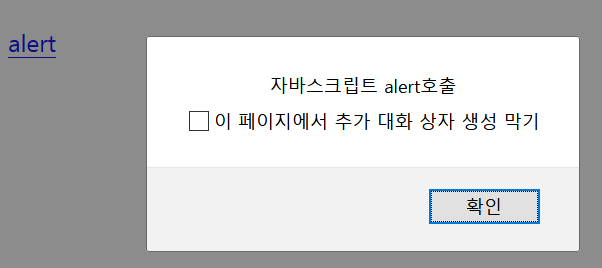 alert
자바스크립트 alert호출
이 페이지에서 추가 대화 상자 생성 막기
확인